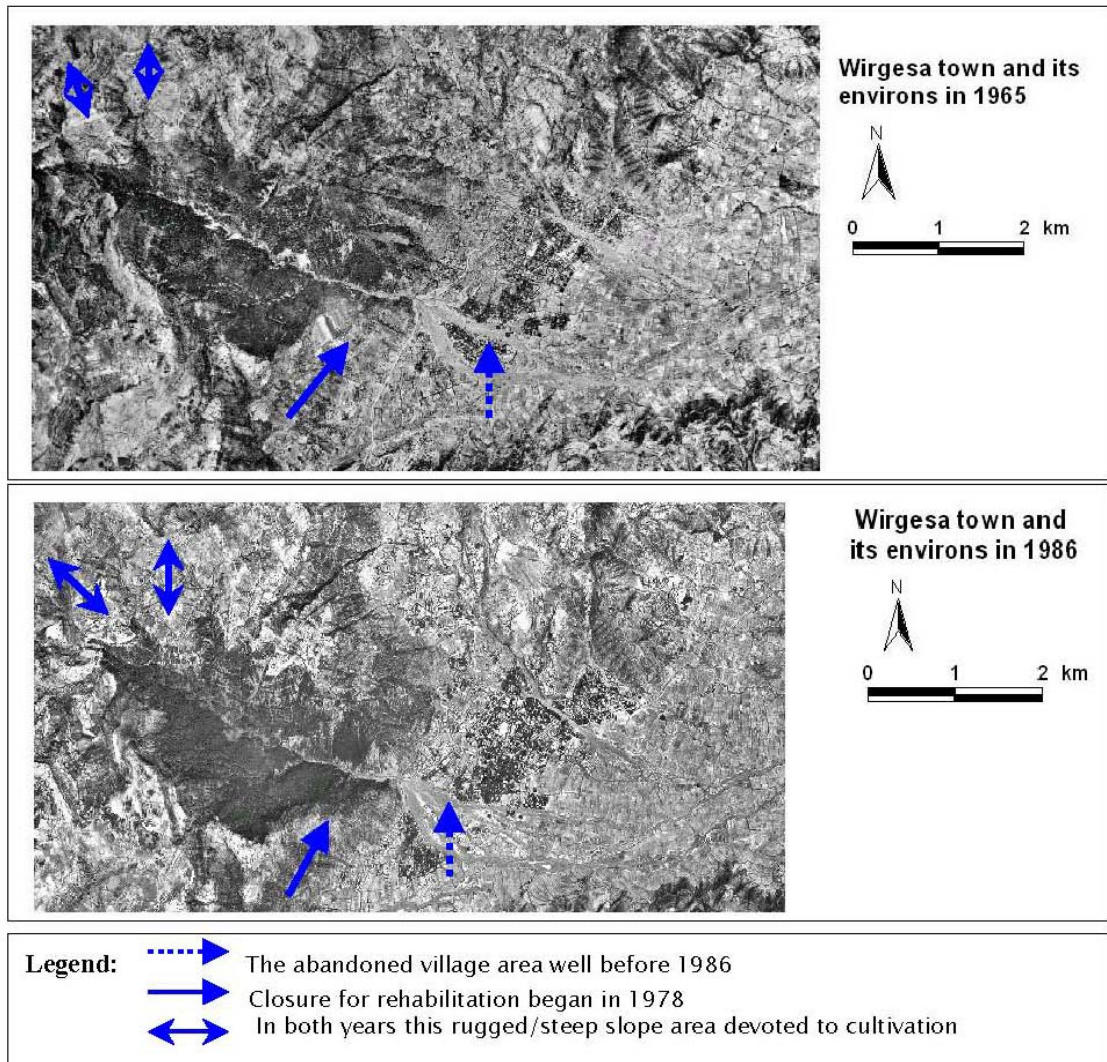 Wirgesa town and its
environs in 1965
N
0 1 2 km
Wirgesa town and
its environs in 1986
N
0 1 2 km
Legend:
The abandoned village area well before 1986
Closure for rehabilitation began in 1978
In both years this rugged/steep slope area devoted to cultivation